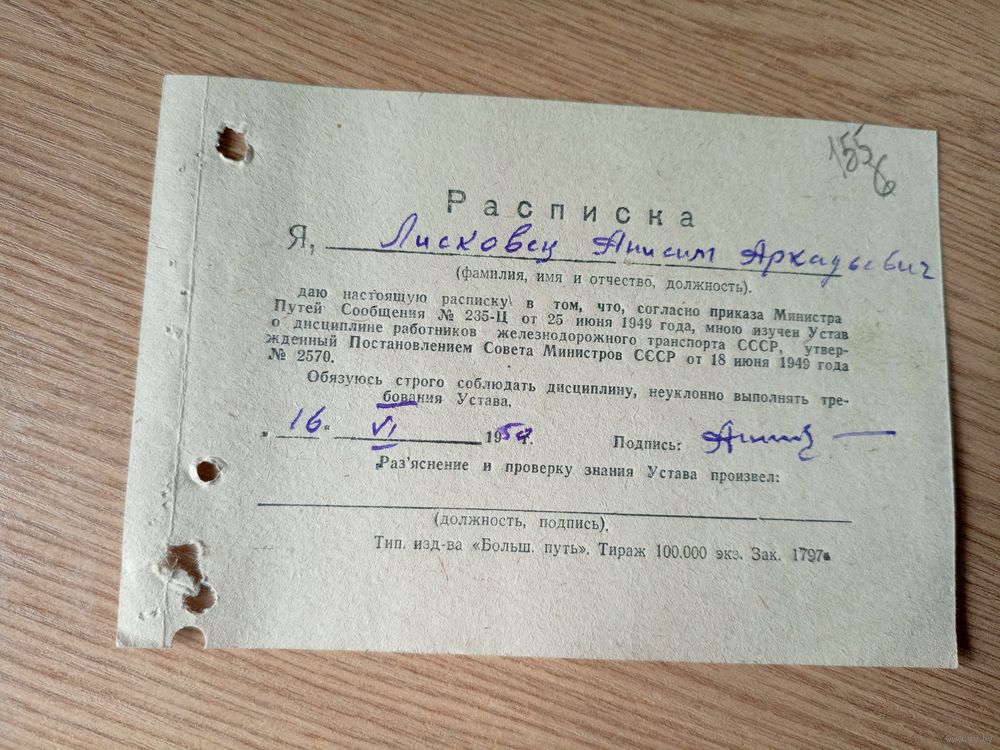 155
6
Расписка
Я, Лисковец Анисим Аркадьевич
(фамилия, имя и отчество, должность).
даю настоящую расписку в том, что, согласно приказа Министра
Путей Сообщения № 235-Ц от 25 июня 1949 года, мною изучен Устав
о дисциплине работников железнодорожного транспорта СССР, утвер-
жденный Постановлением Совета Министров СССР от 18 июня 1949 года
№ 2570.
Обязуюсь строго соблюдать дисциплину, неуклонно выполнять тре-
бования Устава.
„ 16 “ VI 195 г. Подпись:
Раз'яснение и проверку знания Устава произвел:
(должность, подпись).
Тип. изд-ва «Больш. путь». Тираж 100.000 экз. Зак. 1797